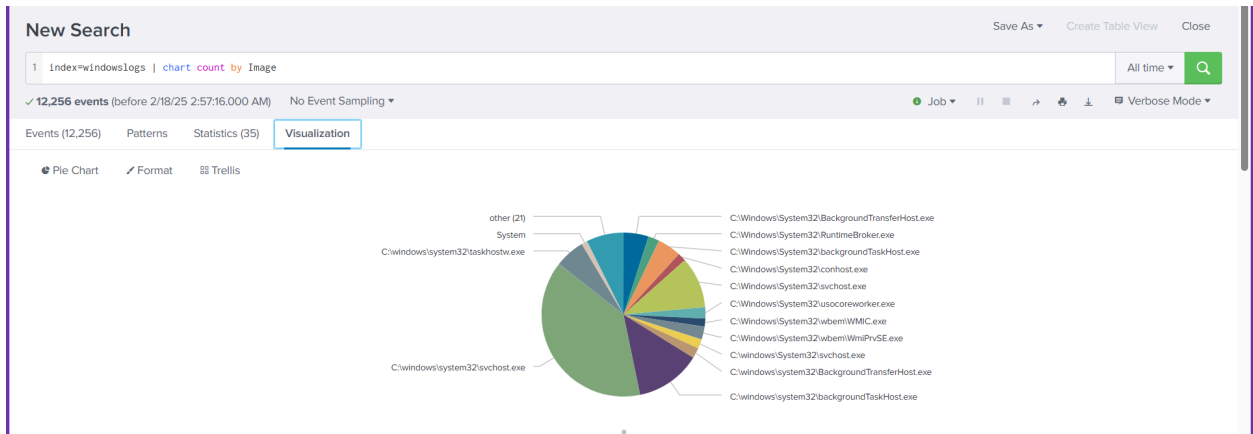 New Search
Save As ▾ Create Table View Close
1 index=windowslogs | chart count by Image
All time ▾
✓ 12,256 events (before 2/18/25 2:57:16.000 AM) No Event Sampling ▾
Job ▾ Verbose Mode ▾
Events (12,256) Patterns Statistics (35) Visualization
Pie Chart Format Trellis
other (21)
System
C:\windows\system32\taskhostw.exe
C:\windows\system32\svchost.exe
C:\Windows\System32\BackgroundTransferHost.exe
C:\Windows\System32\RuntimeBroker.exe
C:\Windows\System32\backgroundTaskHost.exe
C:\Windows\System32\conhost.exe
C:\Windows\System32\svchost.exe
C:\Windows\System32\usocoreworker.exe
C:\Windows\System32\wbem\WMIC.exe
C:\Windows\System32\wbem\WmiPrvSE.exe
C:\windows\System32\svchost.exe
C:\windows\system32\BackgroundTransferHost.exe
C:\windows\system32\backgroundTaskHost.exe